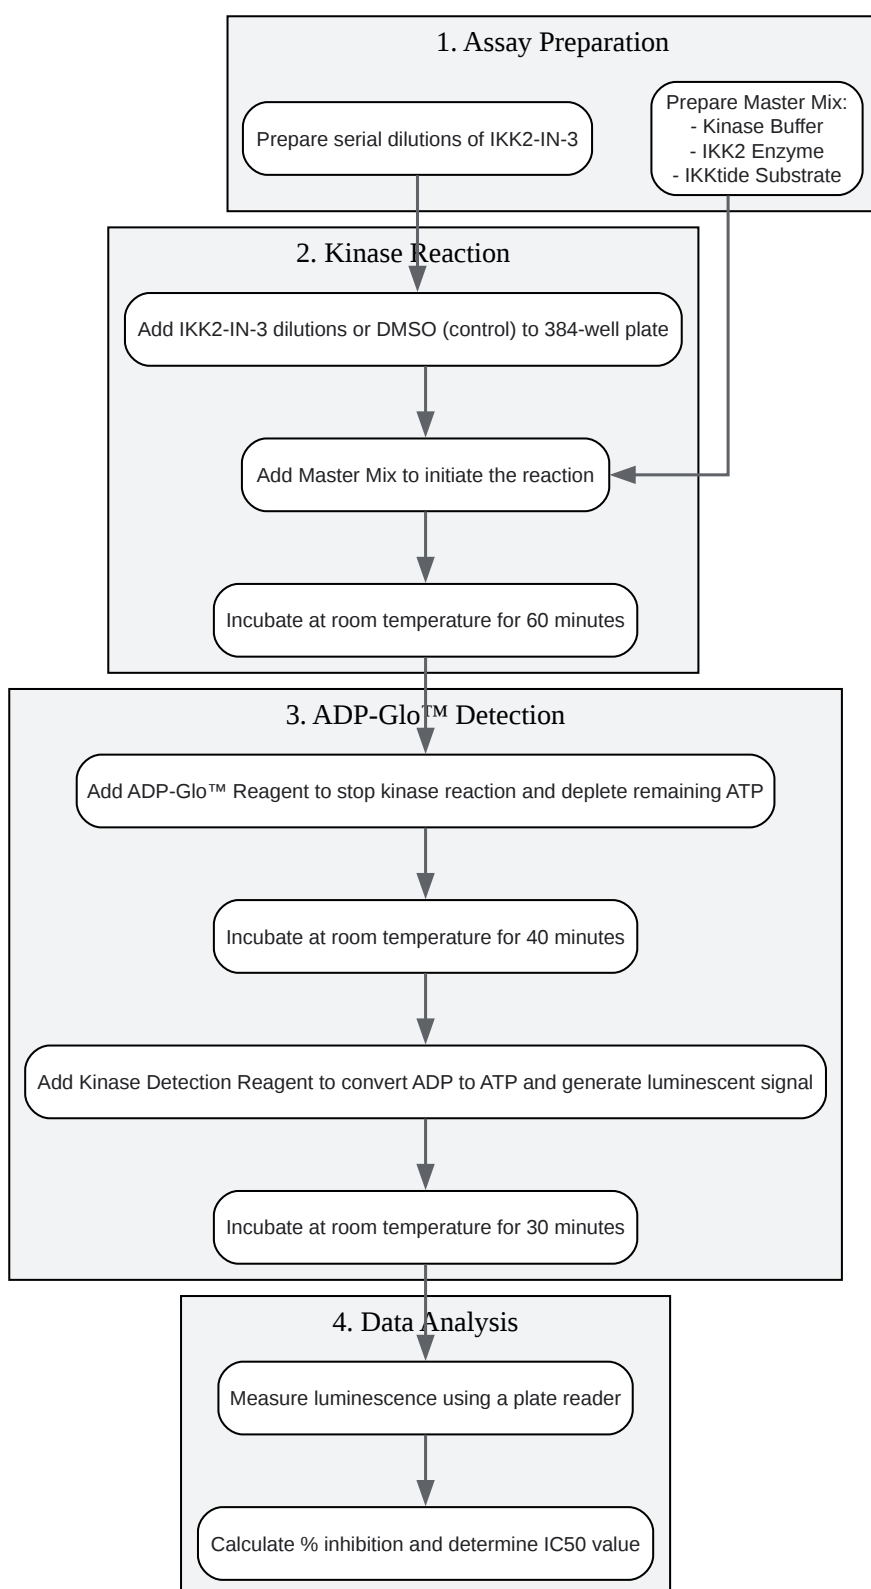 1. Assay Preparation
Prepare serial dilutions of IKK2-IN-3
Prepare Master Mix:
- Kinase Buffer
- IKK2 Enzyme
- IKKtide Substrate
2. Kinase Reaction
Add IKK2-IN-3 dilutions or DMSO (control) to 384-well plate
Add Master Mix to initiate the reaction
Incubate at room temperature for 60 minutes
3. ADP-Glo™ Detection
Add ADP-Glo™ Reagent to stop kinase reaction and deplete remaining ATP
Incubate at room temperature for 40 minutes
Add Kinase Detection Reagent to convert ADP to ATP and generate luminescent signal
Incubate at room temperature for 30 minutes
4. Data Analysis
Measure luminescence using a plate reader
Calculate % inhibition and determine IC50 value